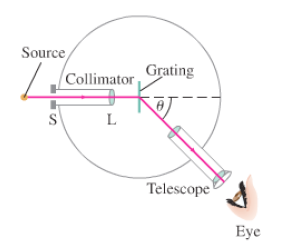 Source
Collimator
Grating
θ
S
L
Telescope
Eye